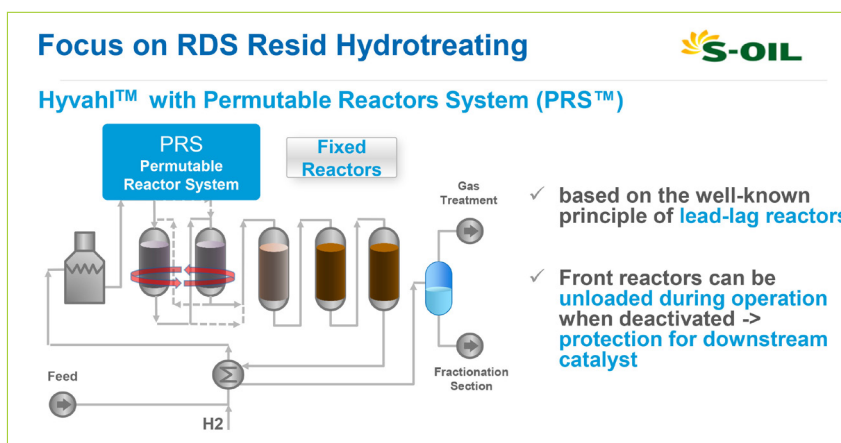 Focus on RDS Resid Hydrotreating
S-OIL
Hyvahl™ with Permutable Reactors System (PRS™)
PRS
Permutable
Reactor System
Fixed
Reactors
Gas
Treatment
✓ based on the well-known
principle of lead-lag reactors
✓ Front reactors can be
unloaded during operation
when deactivated ->
protection for downstream
catalyst
Fractionation
Section
Feed
Σ
H2